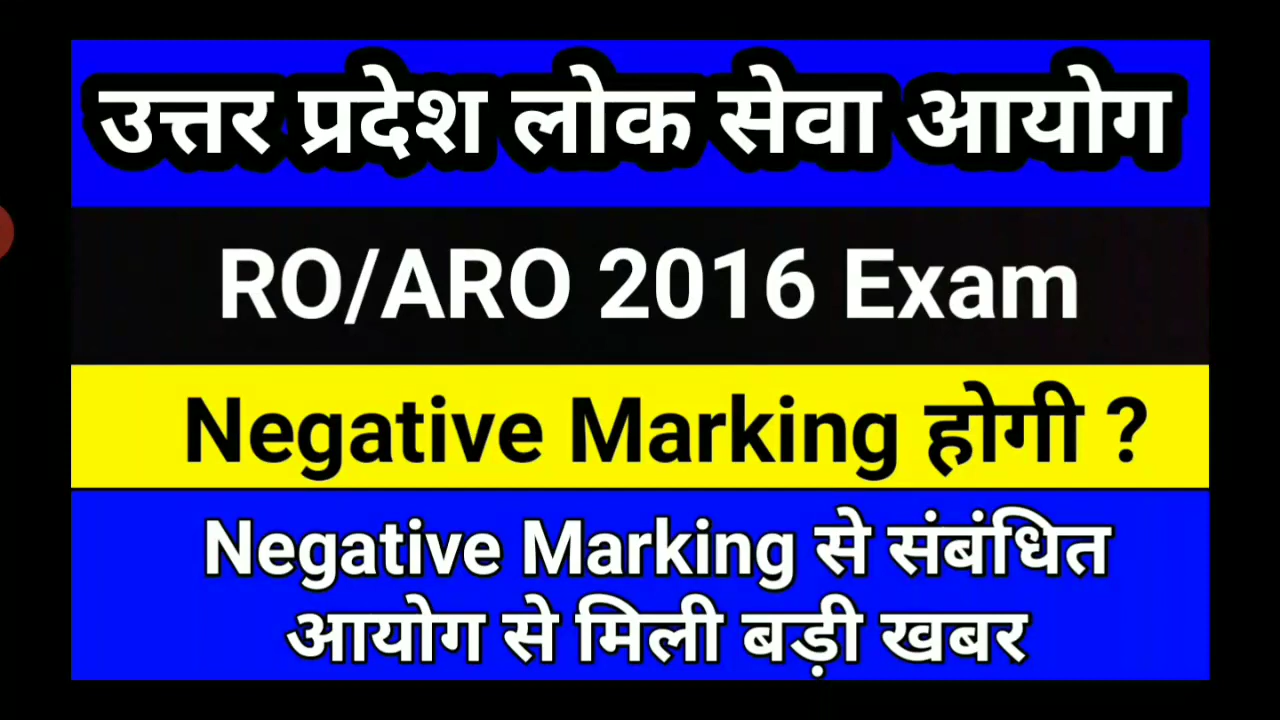 उत्तर प्रदेश लोक सेवा आयोग
RO/ARO 2016 Exam
Negative Marking होगी ?
Negative Marking से संबंधित
आयोग से मिली बड़ी खबर